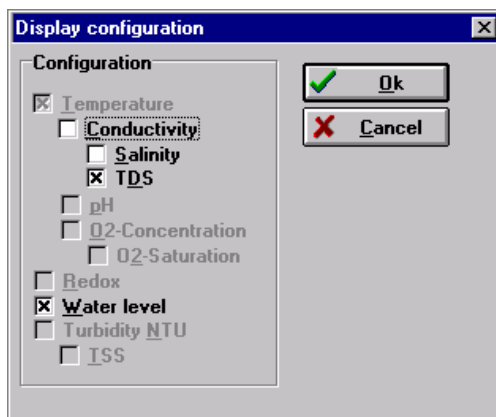 Display configuration
Configuration
Temperature
Conductivity
Salinity
TDS
pH
O2-Concentration
O2-Saturation
Redox
Water level
Turbidity NTU
TSS
Ok
Cancel